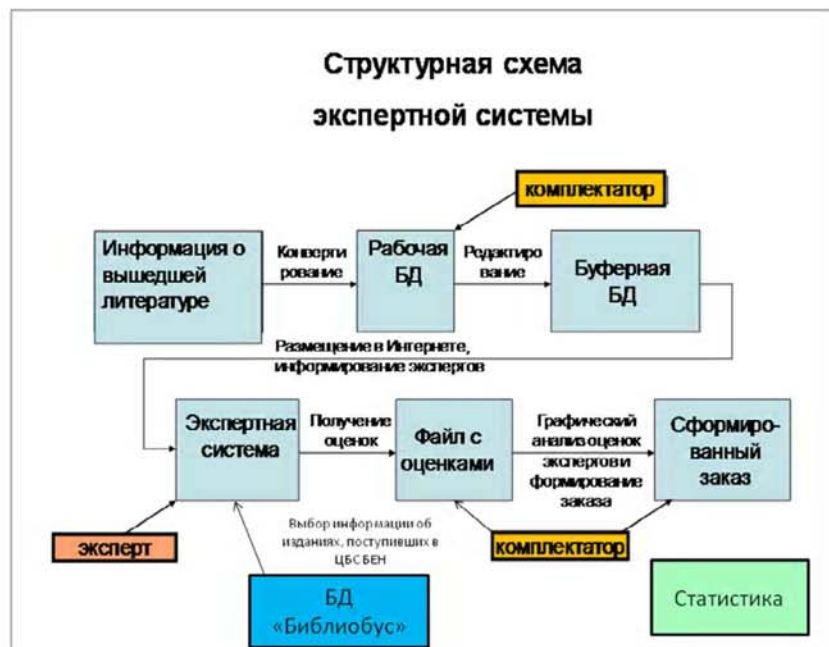 Структурная схема
экспертной системы
комплектатор
Информация о
вышедшей
литературе
Конверти
рование
Рабочая
БД
Редактиро
вание
Буферная
БД
Размещение в Интернете,
информирование экспертов
Экспертная
система
Получение
оценок
Файл с
оценками
Графический
анализ оценок
экспертов и
формирование
заказа
Сформиро-
ванный
заказ
эксперт
Выбор информации об
изданиях, поступивших в
ЦБС БЕН
комплектатор
БД
«Библиобус»
Статистика